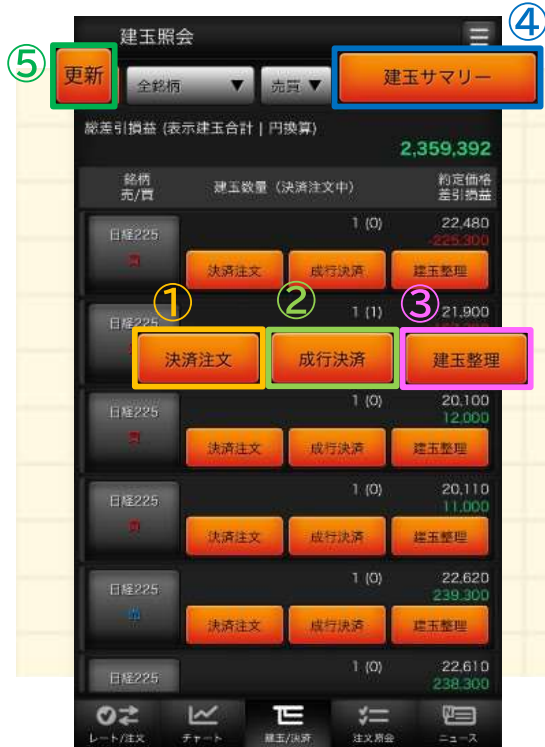 建玉照会
④
⑤
更新
全銘柄 ▼
売買 ▼
建玉サマリー
総差引損益 (表示建玉合計 | 円換算)
2,359,392
銘柄
売/買
建玉数量 (決済注文中)
約定価格
差引損益
日経225
買
1 (0)
22,480
-225,300
決済注文
成行決済
建玉整理
①
②
③
日経225
1 (1)
21,900
決済注文
成行決済
建玉整理
日経225
買
1 (0)
20,100
12,000
決済注文
成行決済
建玉整理
日経225
買
1 (0)
20,110
11,000
決済注文
成行決済
建玉整理
日経225
売
1 (0)
22,620
239,300
決済注文
成行決済
建玉整理
日経225
1 (0)
22,610
238,300
レート/注文
チャート
建玉/決済
注文照会
ニュース